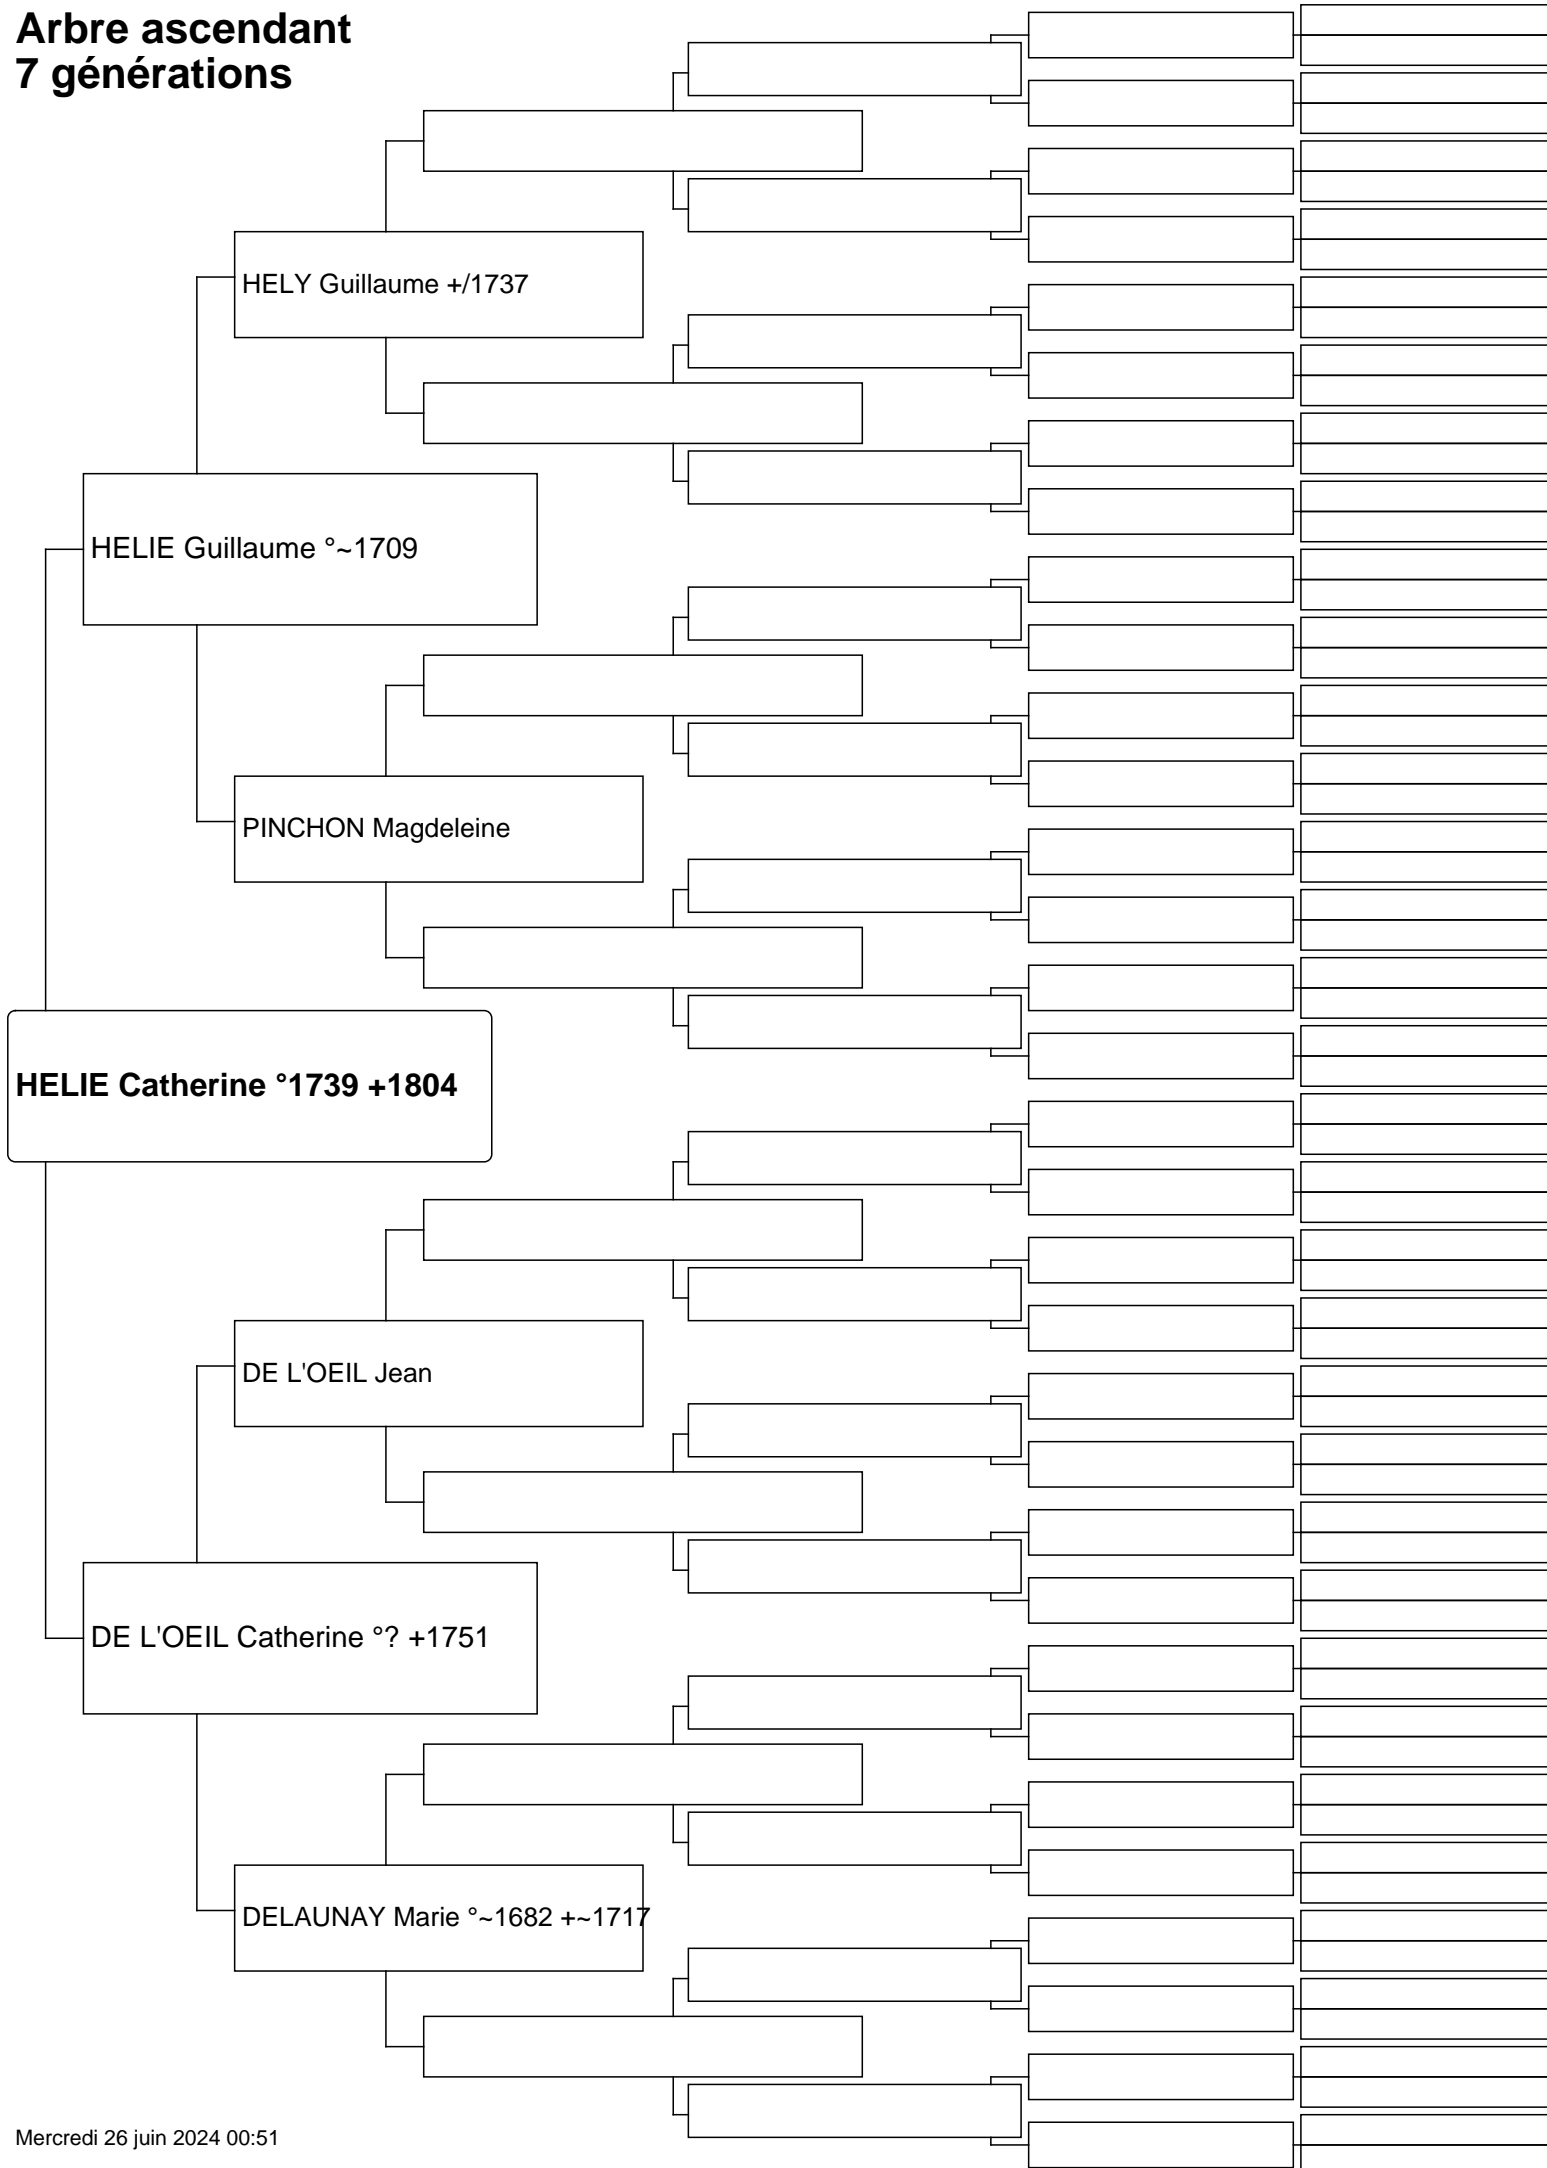 Arbre ascendant
7 générations
HELY Guillaume +/1737
HELIE Guillaume °~1709
PINCHON Magdeleine
HELIE Catherine °1739 +1804
DE L'OEIL Jean
DE L'OEIL Catherine °? +1751
DELAUNAY Marie °~1682 +~1717
Mercredi 26 juin 2024 00:51